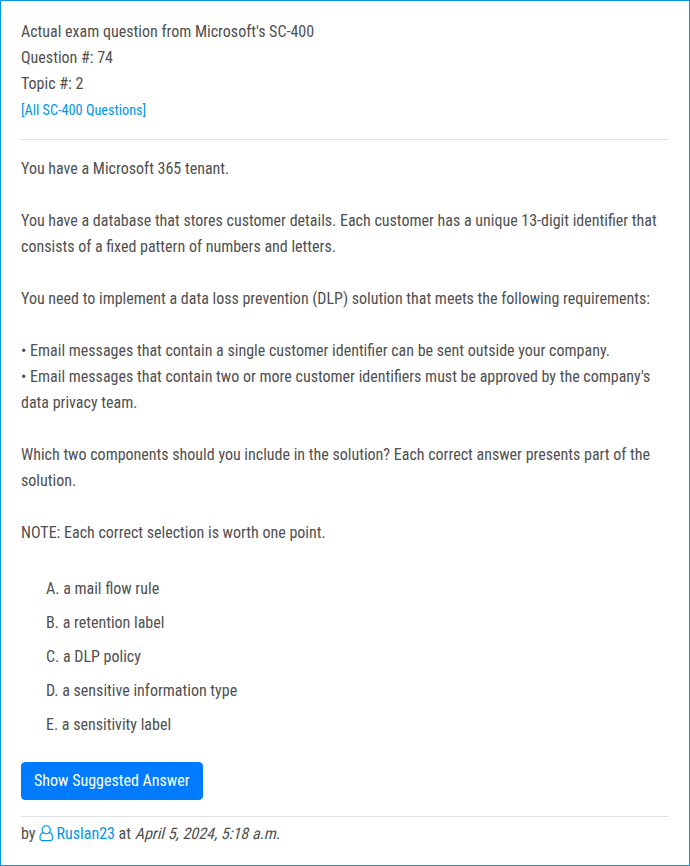 Actual exam question from Microsoft's SC-400
Question #: 74
Topic #: 2
[All SC-400 Questions]
You have a Microsoft 365 tenant.
You have a database that stores customer details. Each customer has a unique 13-digit identifier that
consists of a fixed pattern of numbers and letters.
You need to implement a data loss prevention (DLP) solution that meets the following requirements:
• Email messages that contain a single customer identifier can be sent outside your company.
• Email messages that contain two or more customer identifiers must be approved by the company's
data privacy team.
Which two components should you include in the solution? Each correct answer presents part of the
solution.
NOTE: Each correct selection is worth one point.
A. a mail flow rule
B. a retention label
C. a DLP policy
D. a sensitive information type
E. a sensitivity label
Show Suggested Answer
by Ruslan23 at April 5, 2024, 5:18 a.m.